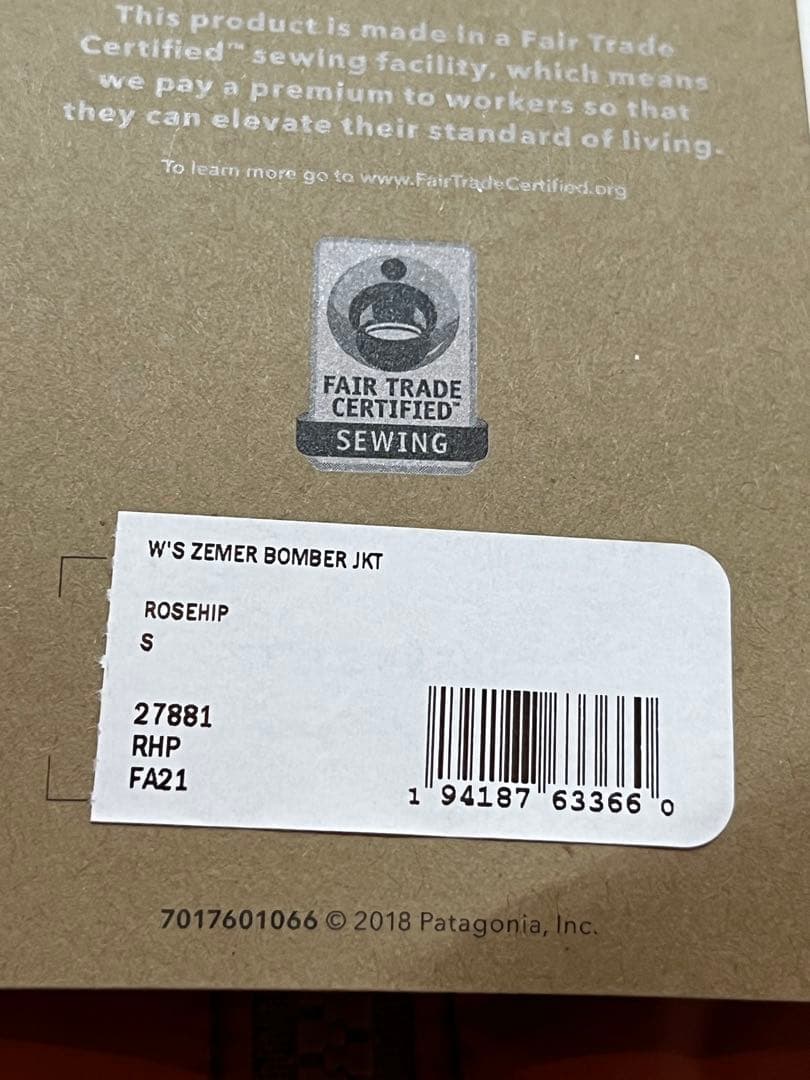 This product is made in a Fair Trade
Certified™ sewing facility, which means
we pay a premium to workers so that
they can elevate their standard of living.
To learn more go to www.FairTradeCertified.org
FAIR TRADE
CERTIFIED™
SEWING
W'S ZEMER BOMBER JKT
ROSEHIP
S
27881
RHP
FA21
1 94187 63366 0
7017601066 © 2018 Patagonia, Inc.